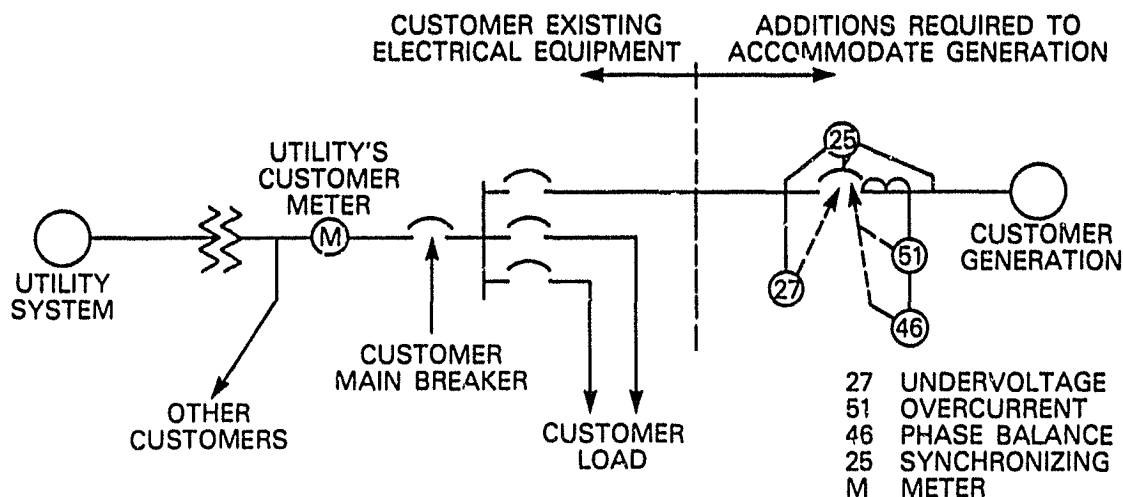 CUSTOMER EXISTING
ELECTRICAL EQUIPMENT
ADDITIONS REQUIRED TO
ACCOMMODATE GENERATION
UTILITY'S
CUSTOMER
METER
M
UTILITY
SYSTEM
OTHER
CUSTOMERS
CUSTOMER
MAIN BREAKER
CUSTOMER
LOAD
25
27
51
46
CUSTOMER
GENERATION
27 UNDERVOLTAGE
51 OVERCURRENT
46 PHASE BALANCE
25 SYNCHRONIZING
M METER